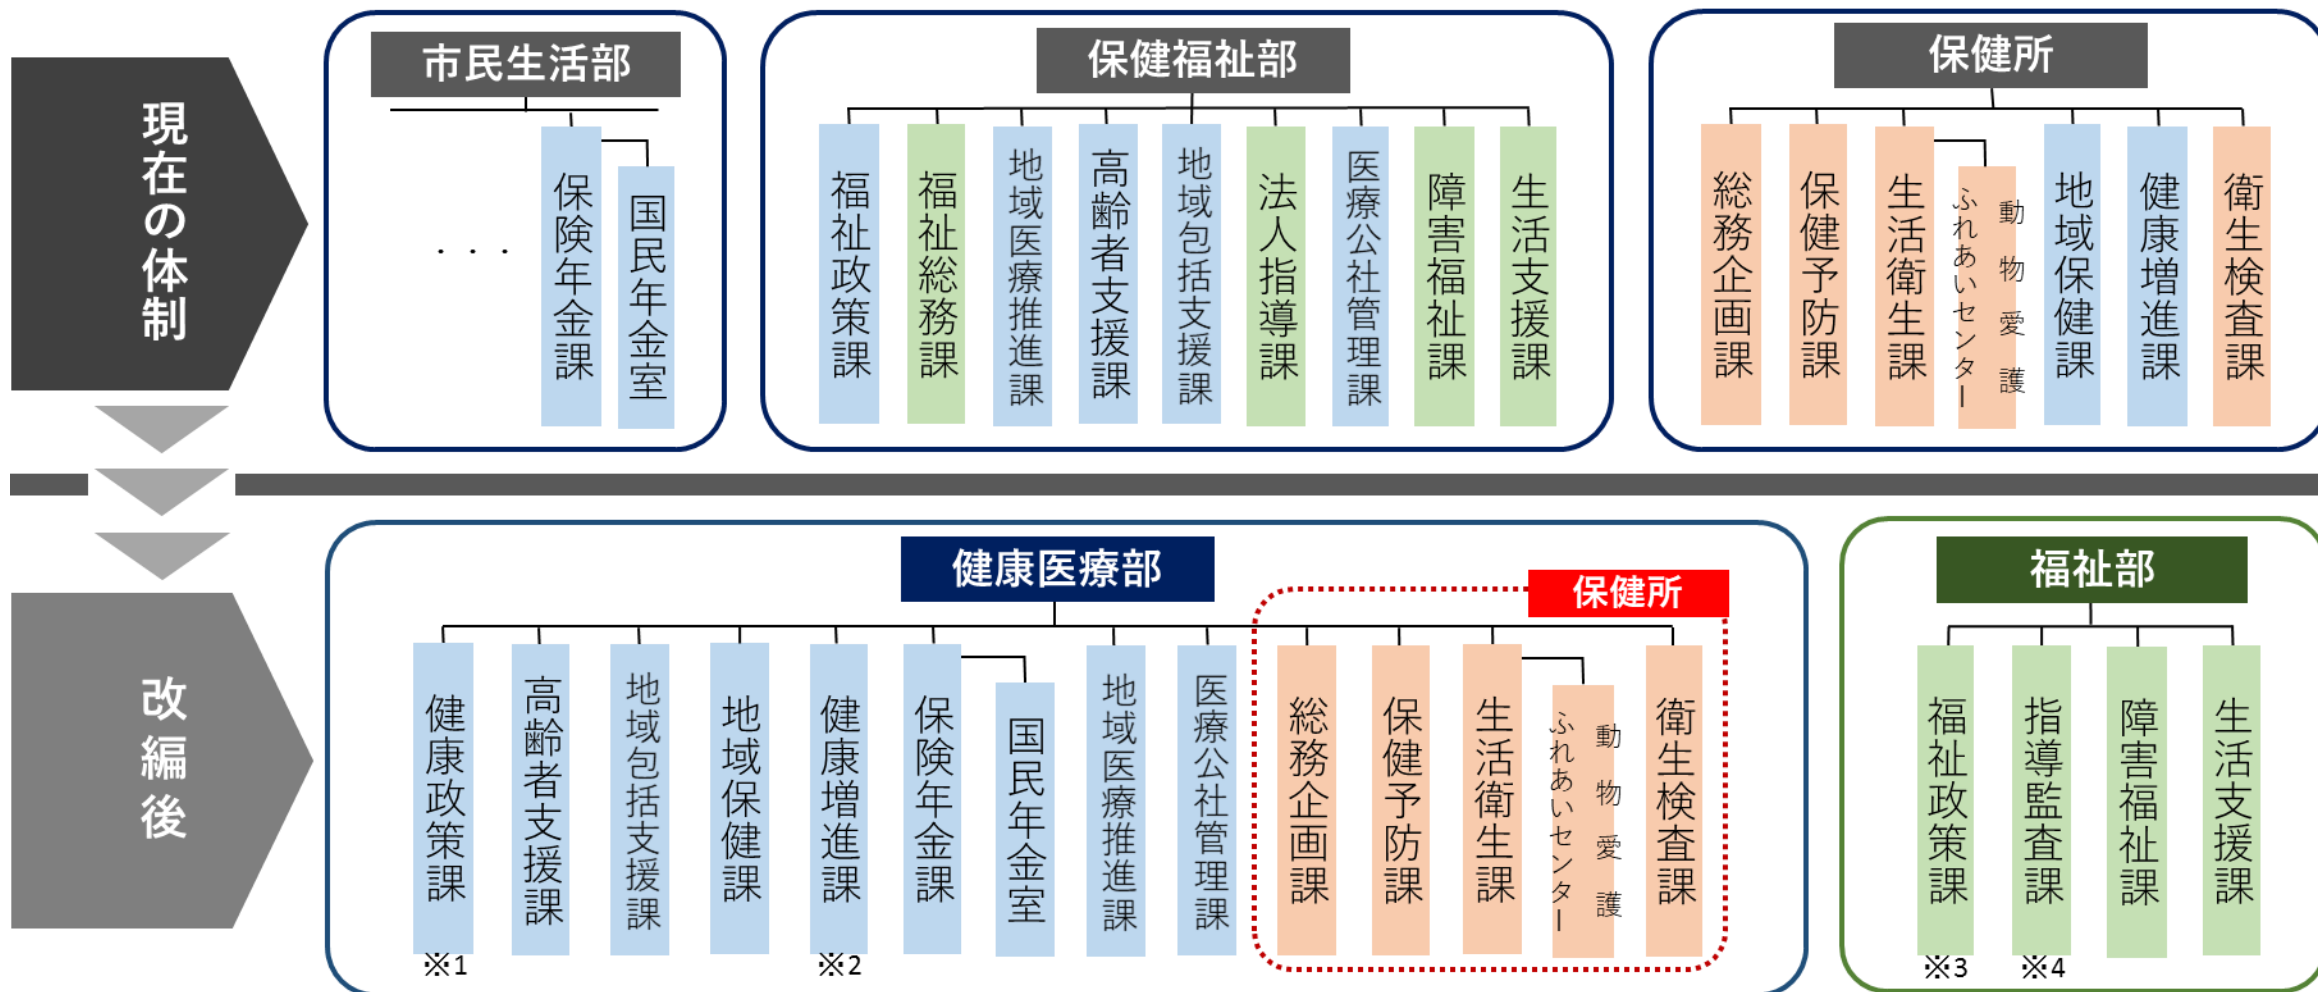 現在の体制
市民生活部
・・・
保険年金課
国民年金室
保健福祉部
福祉政策課
福祉総務課
地域医療推進課
高齢者支援課
地域包括支援課
法人指導課
医療公社管理課
障害福祉課
生活支援課
保健所
総務企画課
保健予防課
生活衛生課
動物愛護
ふれあいセンター
地域保健課
健康増進課
衛生検査課
改編後
健康医療部
健康政策課
※1
高齢者支援課
地域包括支援課
地域保健課
健康増進課
※2
保険年金課
国民年金室
地域医療推進課
医療公社管理課
保健所
総務企画課
保健予防課
生活衛生課
動物愛護
ふれあいセンター
衛生検査課
福祉部
福祉政策課
※3
指導監査課
※4
障害福祉課
生活支援課